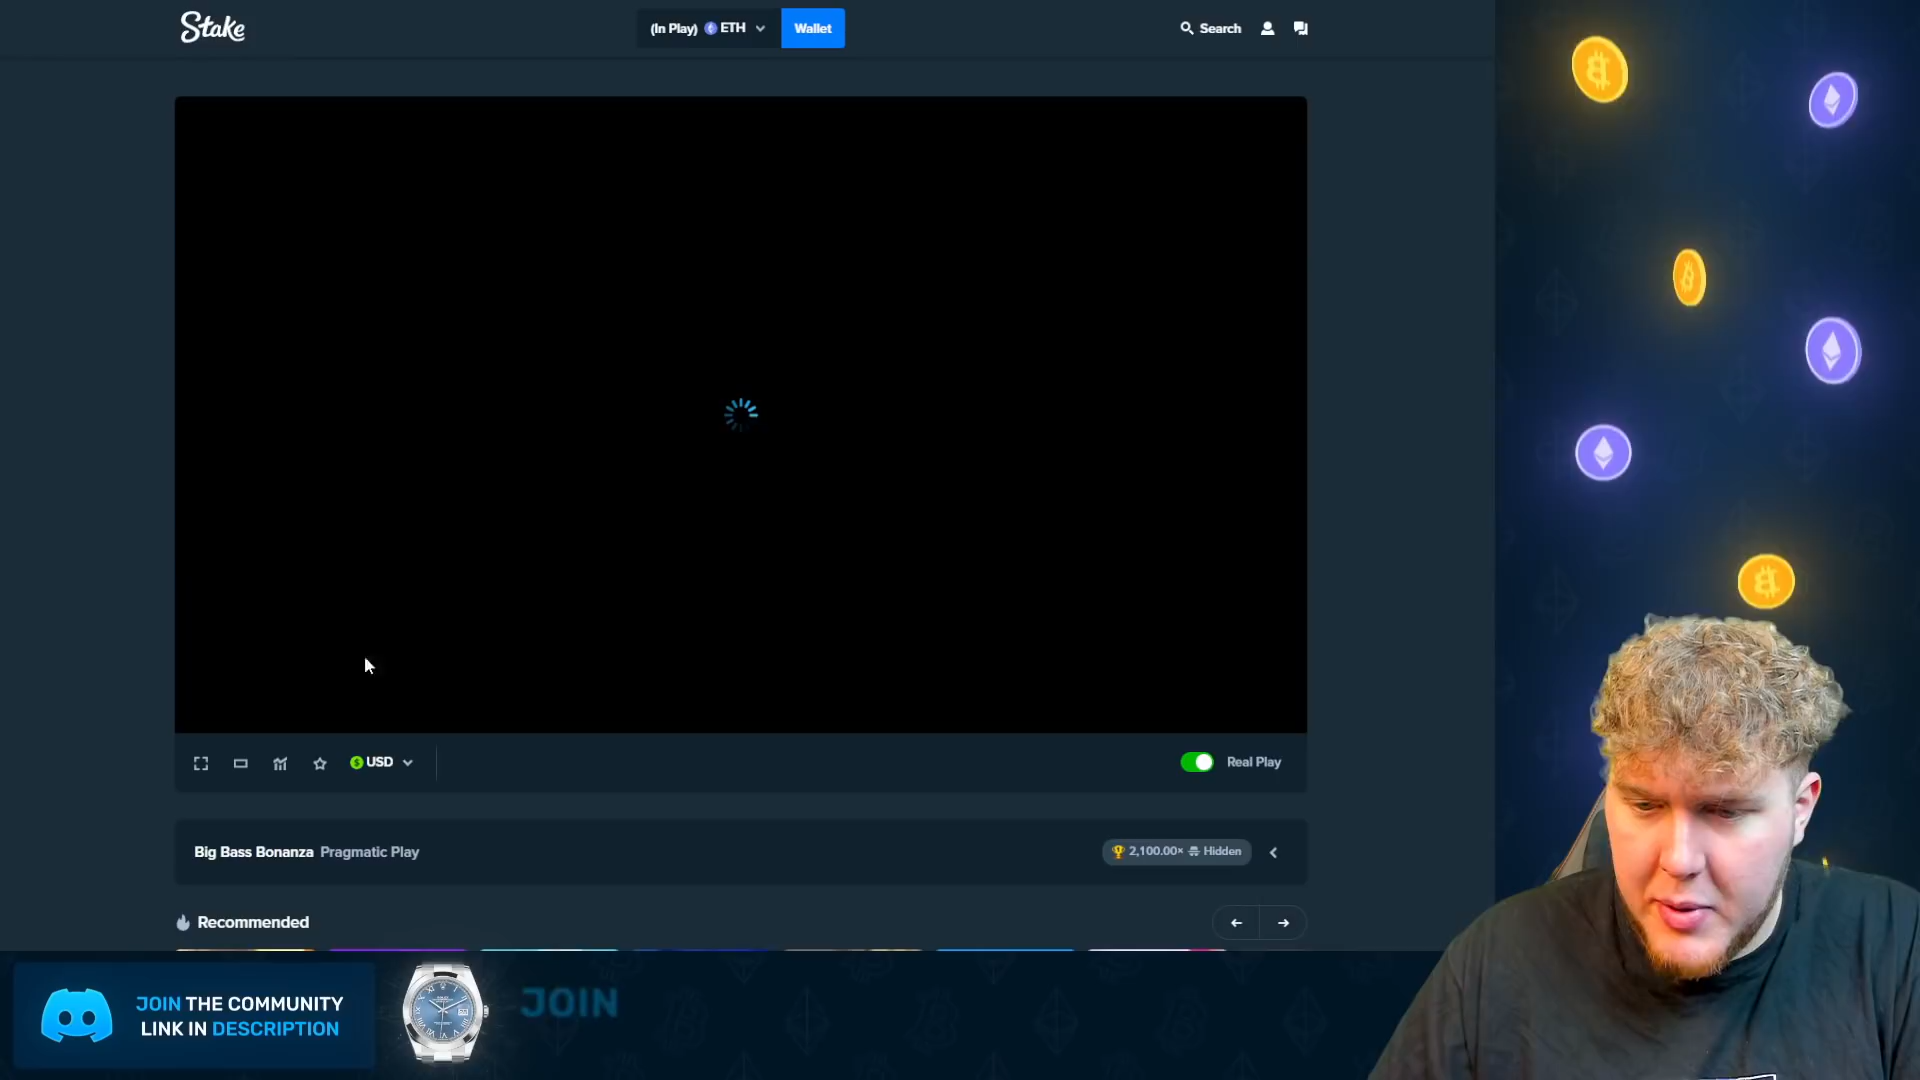 Stake
(In Play) ETH
Wallet
Search
USD
Real Play
Big Bass Bonanza Pragmatic Play
2,100.00× Hidden
Recommended
JOIN THE COMMUNITY
LINK IN DESCRIPTION
JOIN